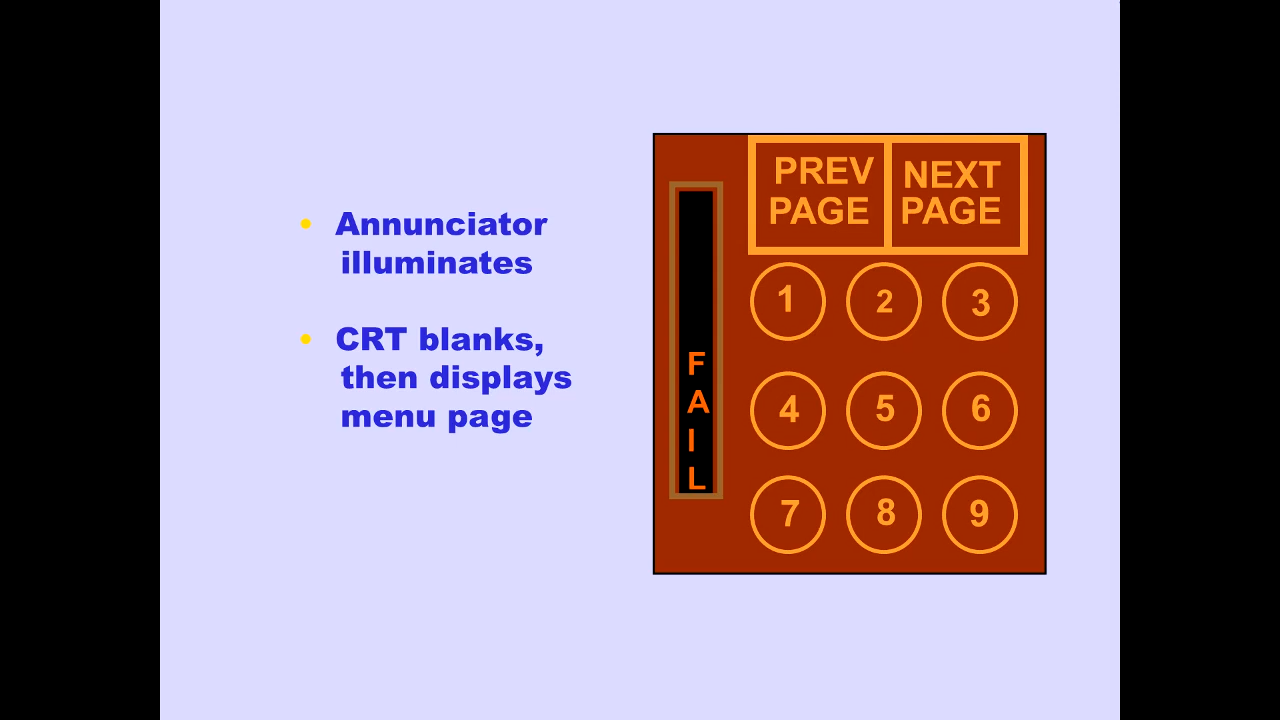 • Annunciator
illuminates
• CRT blanks,
then displays
menu page
PREV
PAGE
NEXT
PAGE
1 2 3
4 5 6
7 8 9
F
A
I
L